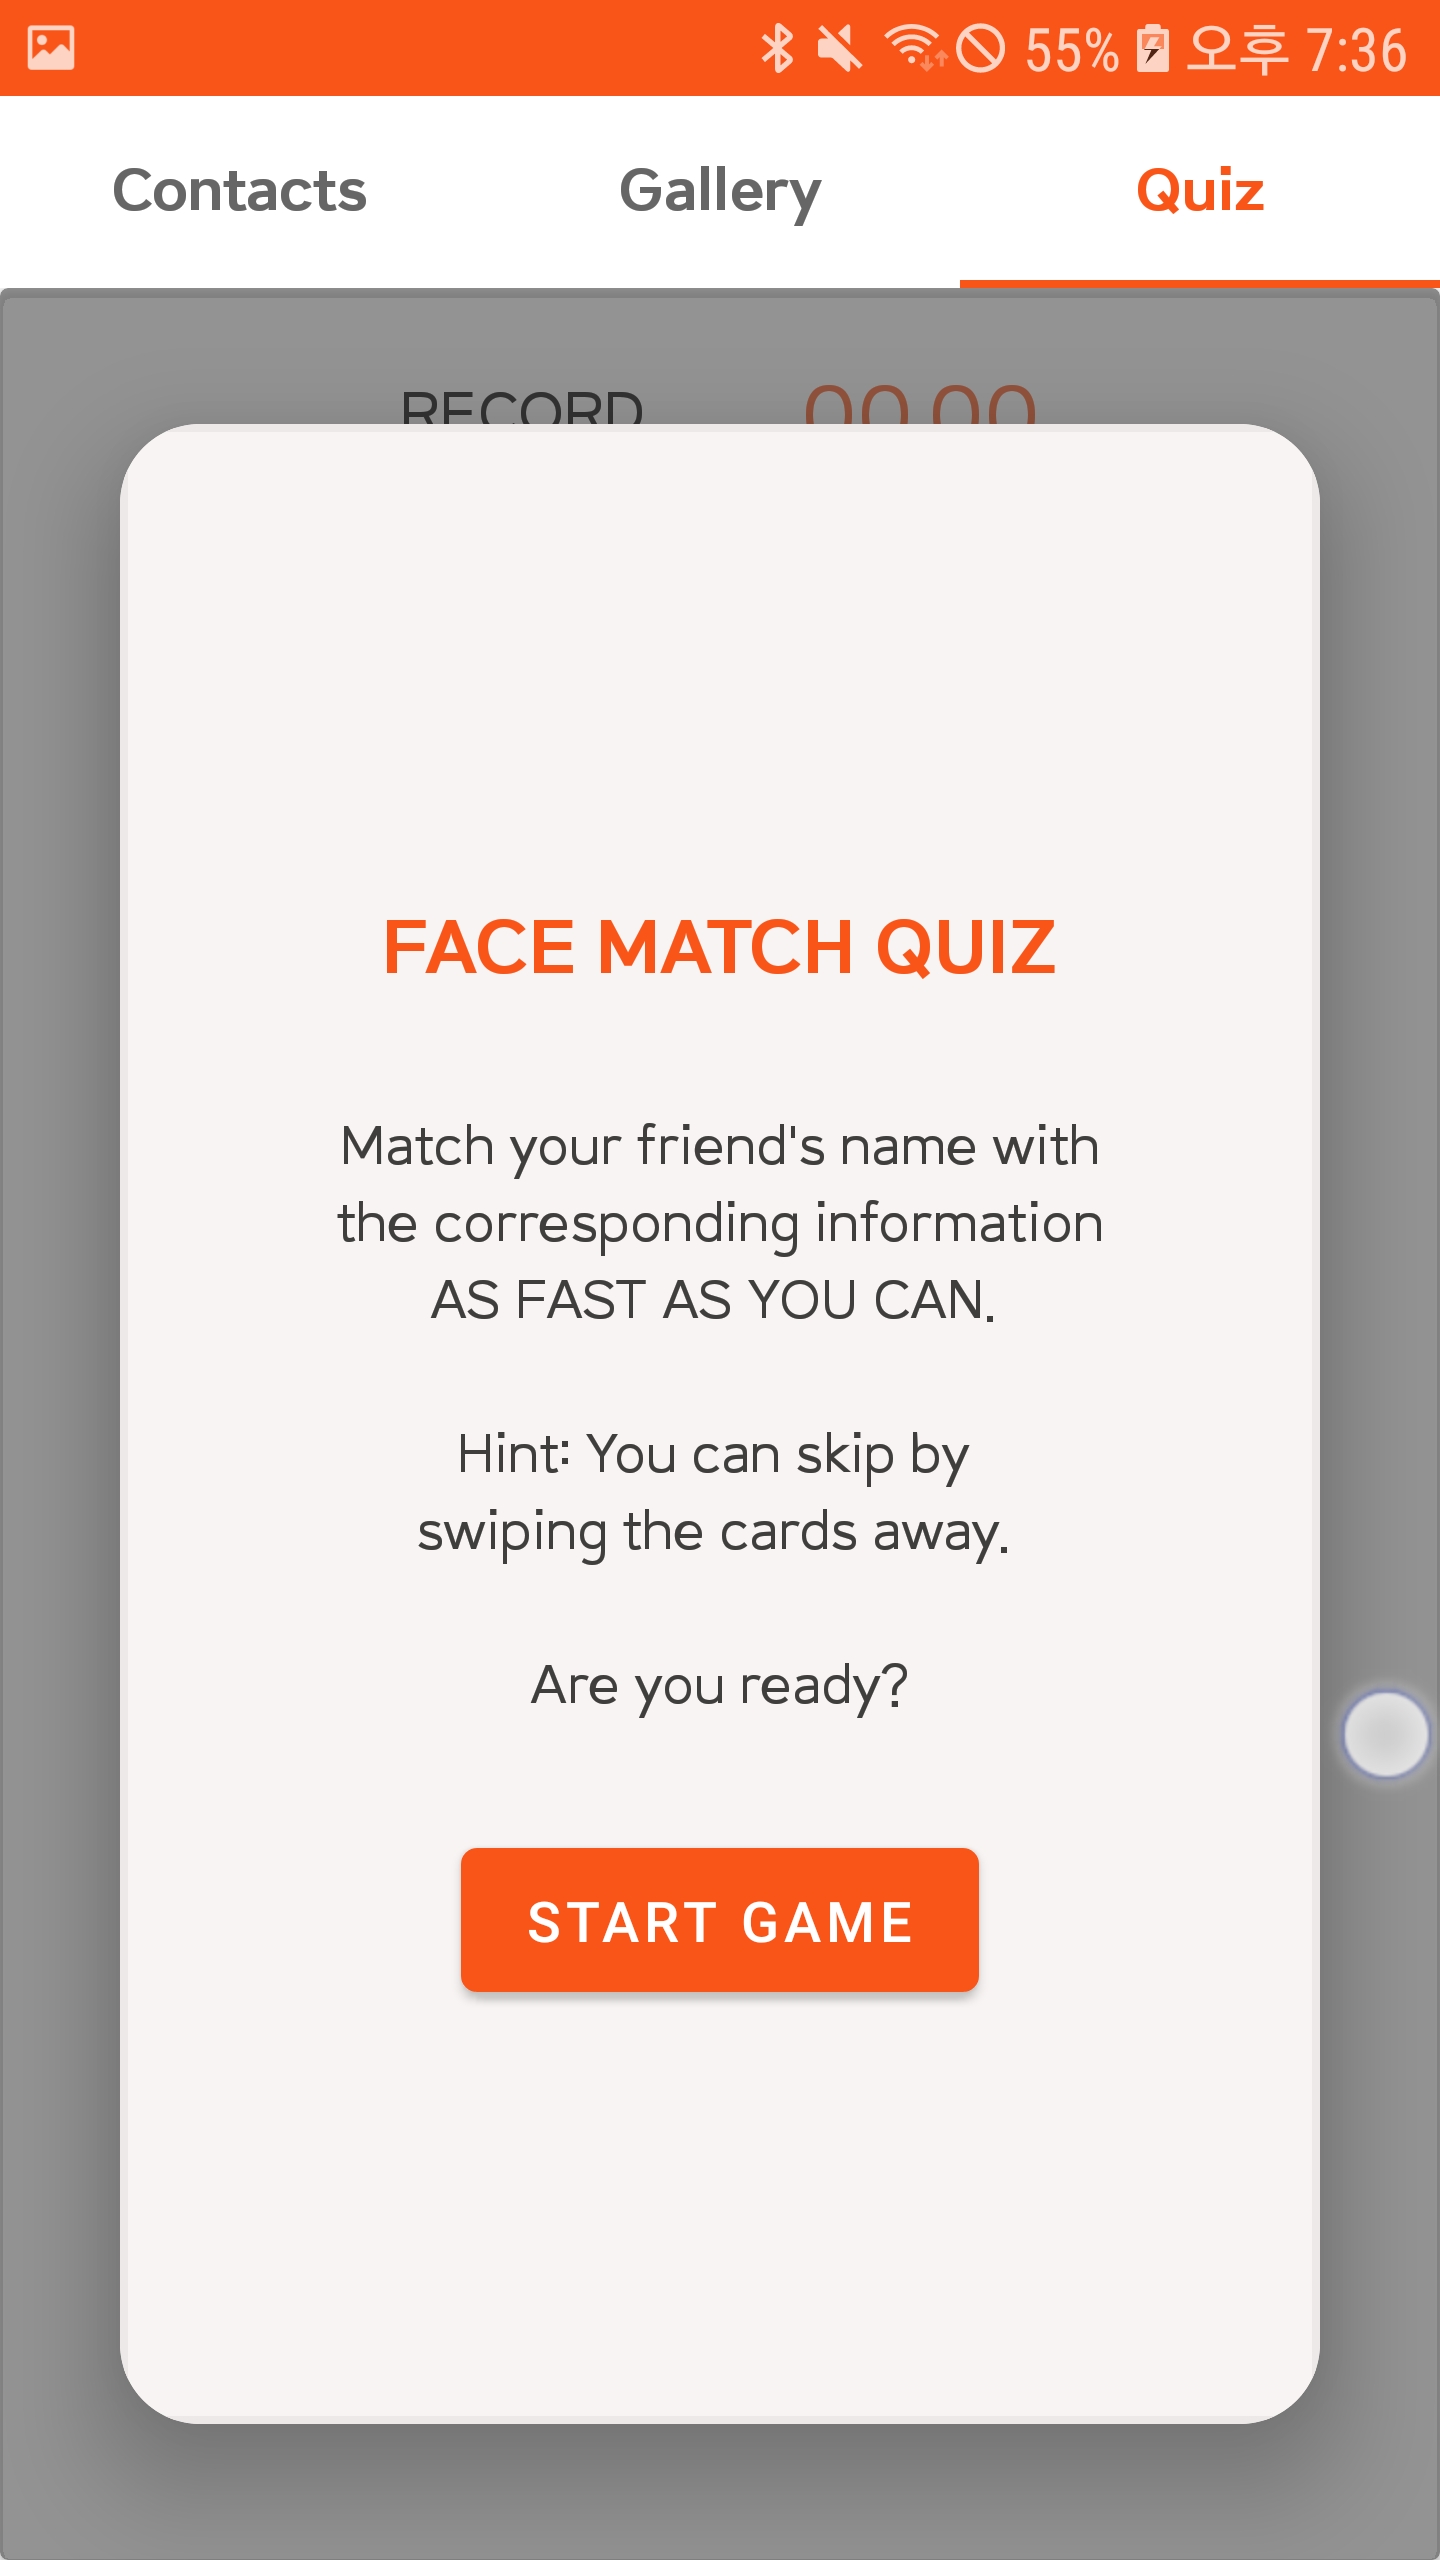 55% 오후 7:36
Contacts Gallery Quiz
RECORD 00 00
FACE MATCH QUIZ
Match your friend's name with
the corresponding information
AS FAST AS YOU CAN.
Hint: You can skip by
swiping the cards away.
Are you ready?
START GAME